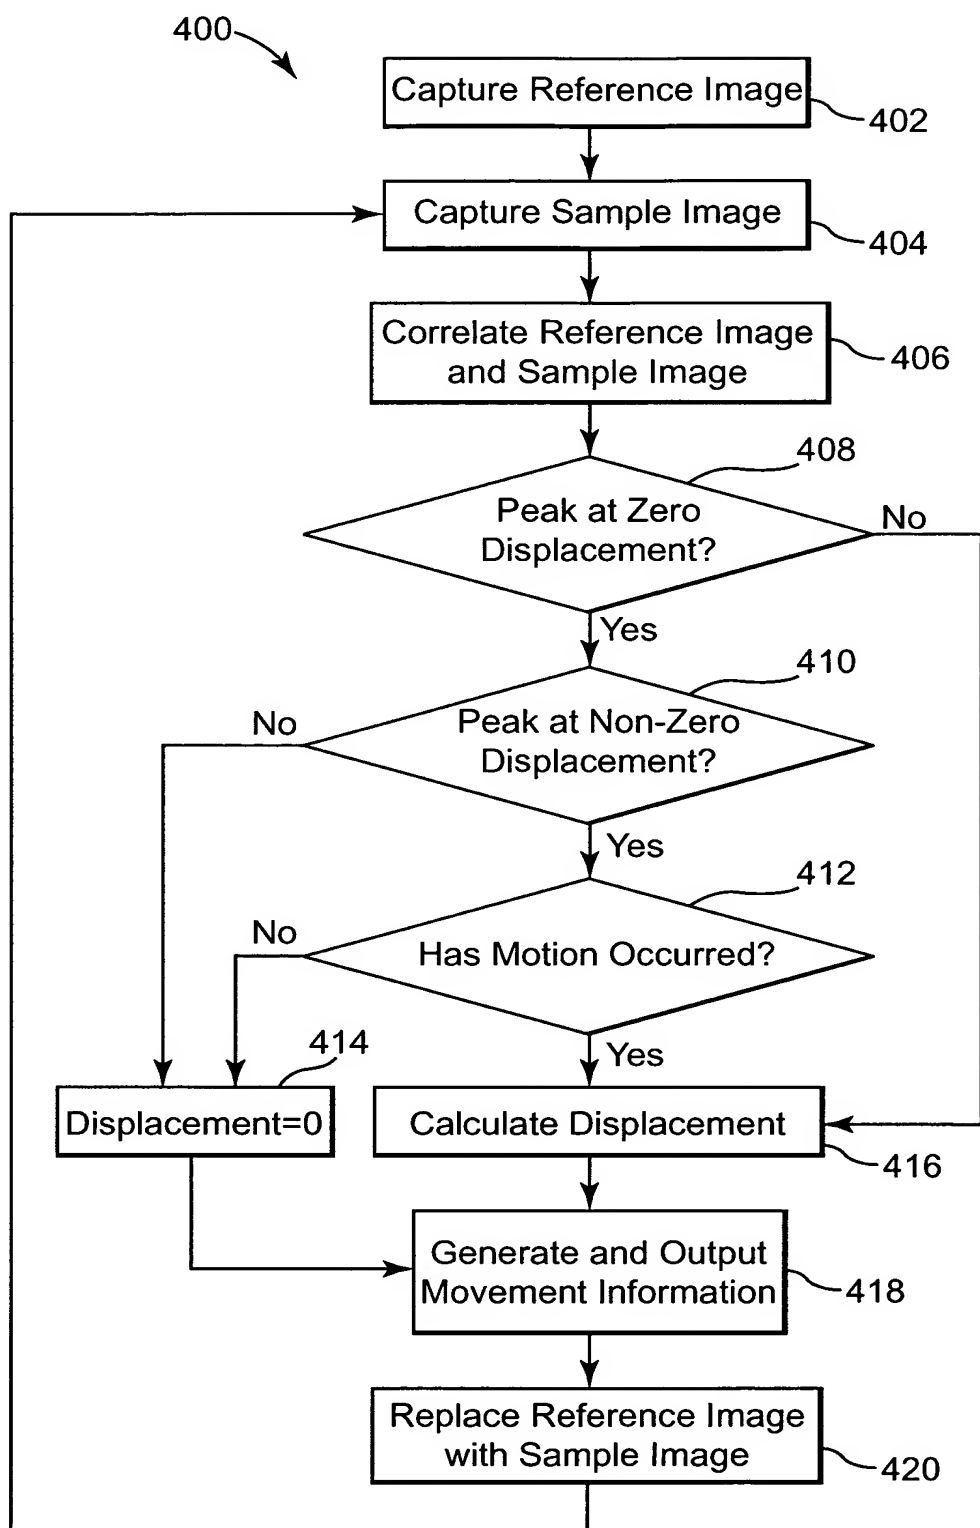 400
Capture Reference Image
402
Capture Sample Image
404
Correlate Reference Image
and Sample Image
406
408
Peak at Zero
Displacement?
No
Yes
410
Peak at Non-Zero
Displacement?
No
Yes
412
Has Motion Occurred?
No
Yes
414
Displacement=0
Calculate Displacement
416
Generate and Output
Movement Information
418
Replace Reference Image
with Sample Image
420